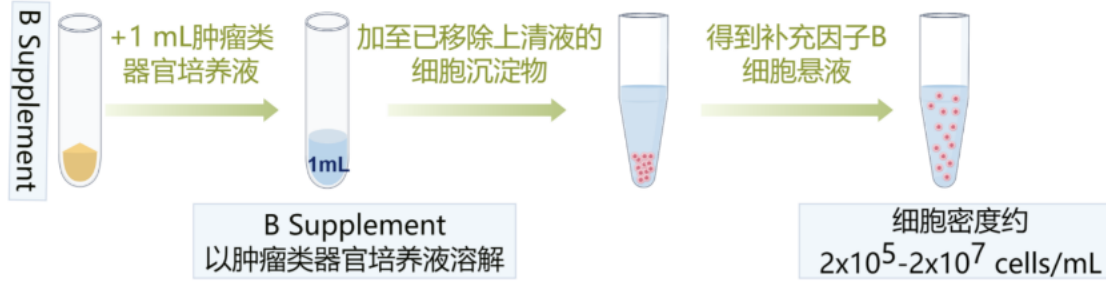 B Supplement
+1 mL肿瘤类
器官培养液
加至已移除上清液的
细胞沉淀物
得到补充因子B
细胞悬液
1mL
B Supplement
以肿瘤类器官培养液溶解
细胞密度约
2x10⁵-2x10⁷ cells/mL